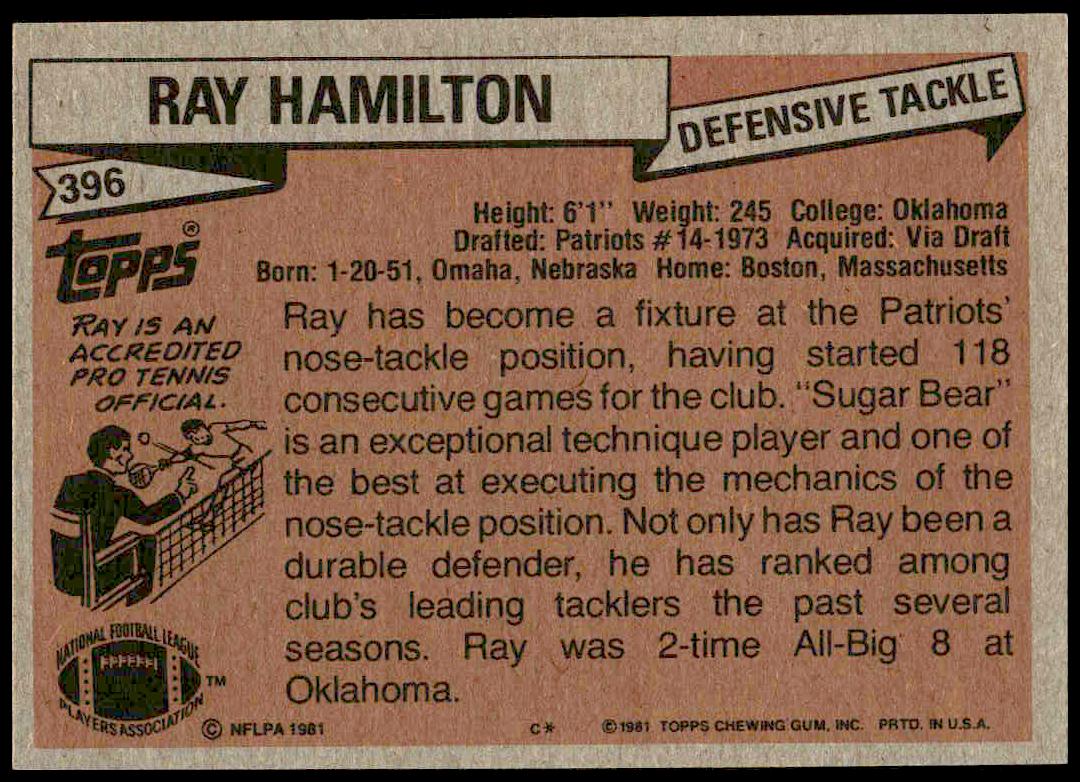 RAY HAMILTON
DEFENSIVE TACKLE
396
TOPPS®
Height: 6'1" Weight: 245 College: Oklahoma
Drafted: Patriots #14-1973 Acquired: Via Draft
Born: 1-20-51, Omaha, Nebraska Home: Boston, Massachusetts
RAY IS AN
ACCREDITED
PRO TENNIS
OFFICIAL.
Ray has become a fixture at the Patriots'
nose-tackle position, having started 118
consecutive games for the club. "Sugar Bear"
is an exceptional technique player and one of
the best at executing the mechanics of the
nose-tackle position. Not only has Ray been a
durable defender, he has ranked among
club's leading tacklers the past several
seasons. Ray was 2-time All-Big 8 at
Oklahoma.
NATIONAL FOOTBALL LEAGUE
PLAYERS ASSOCIATION
TM
© NFLPA 1981
C*
©1981 TOPPS CHEWING GUM, INC. PRTD. IN U.S.A.